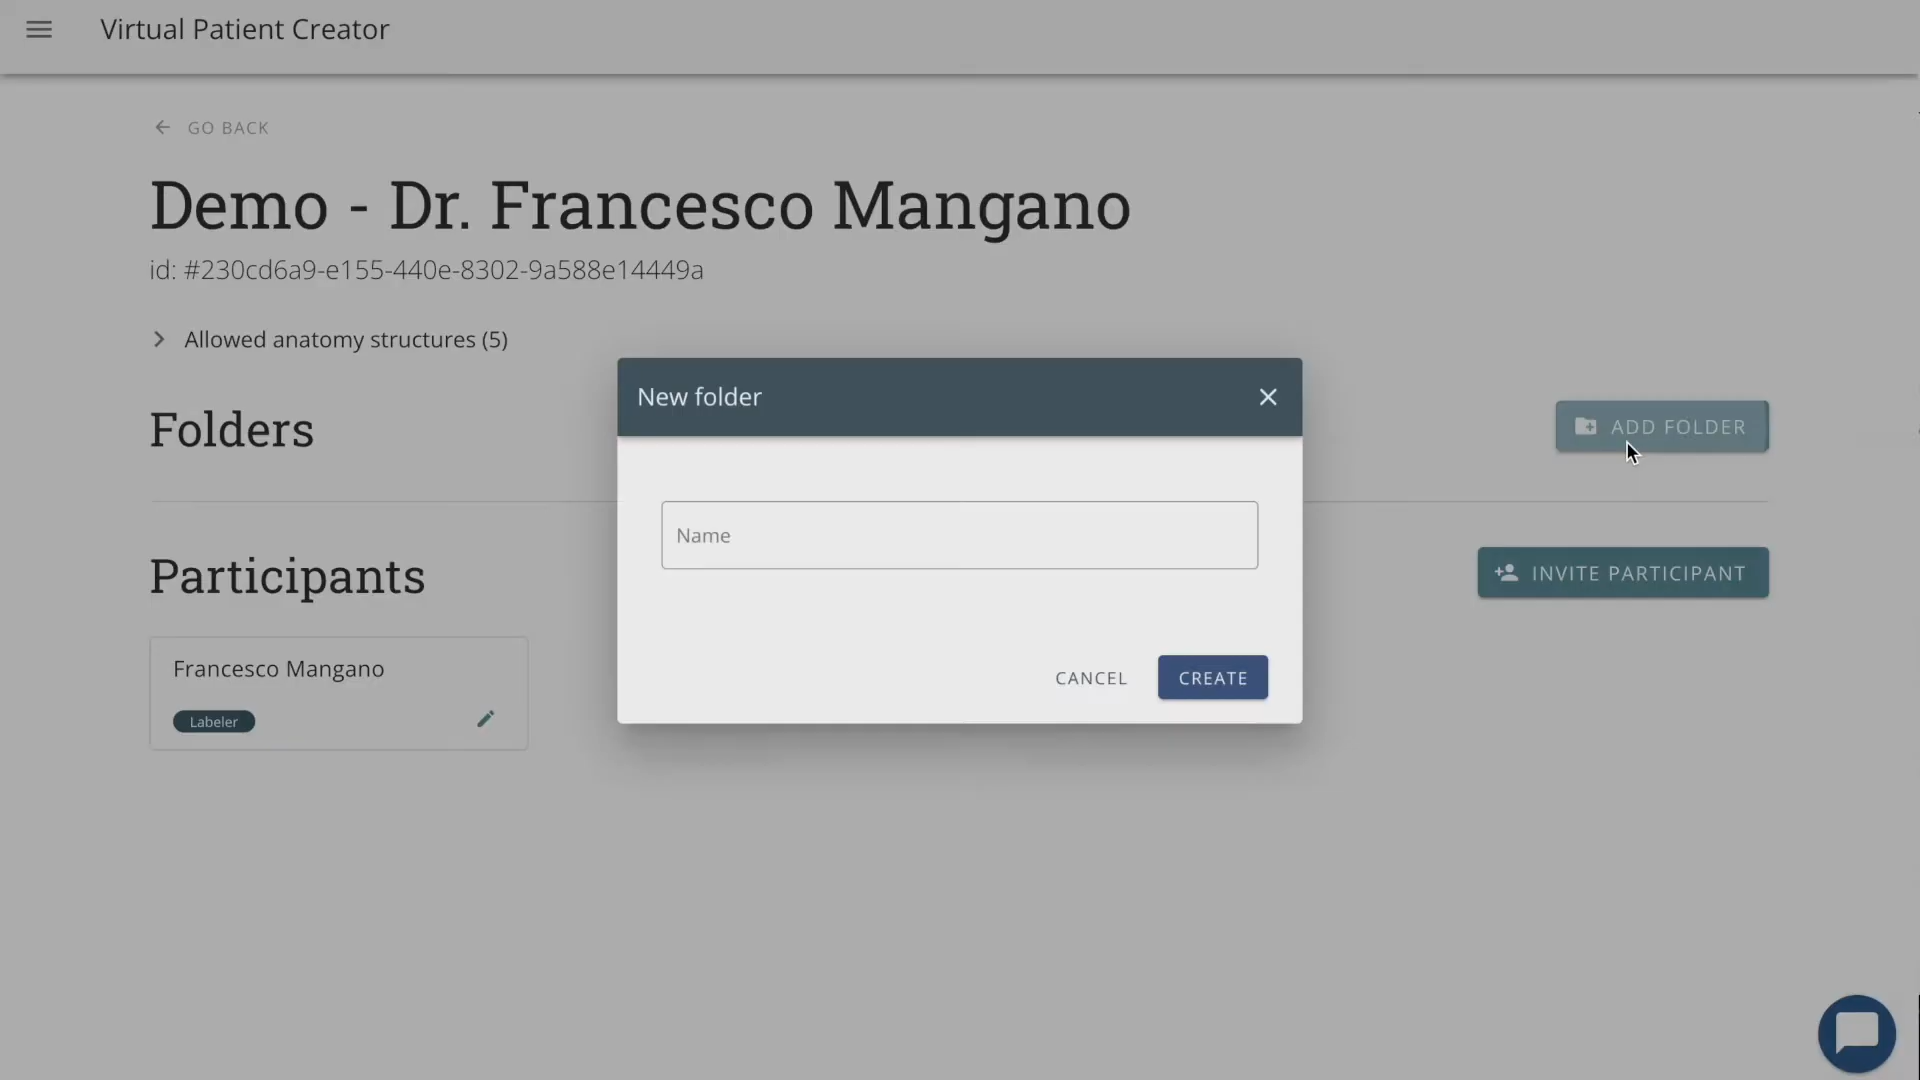 Virtual Patient Creator
GO BACK
Demo - Dr. Francesco Mangano
id: #230cd6a9-e155-440e-8302-9a588e14449a
Allowed anatomy structures (5)
Folders
ADD FOLDER
New folder
Name
CANCEL
CREATE
Participants
INVITE PARTICIPANT
Francesco Mangano
Labeler